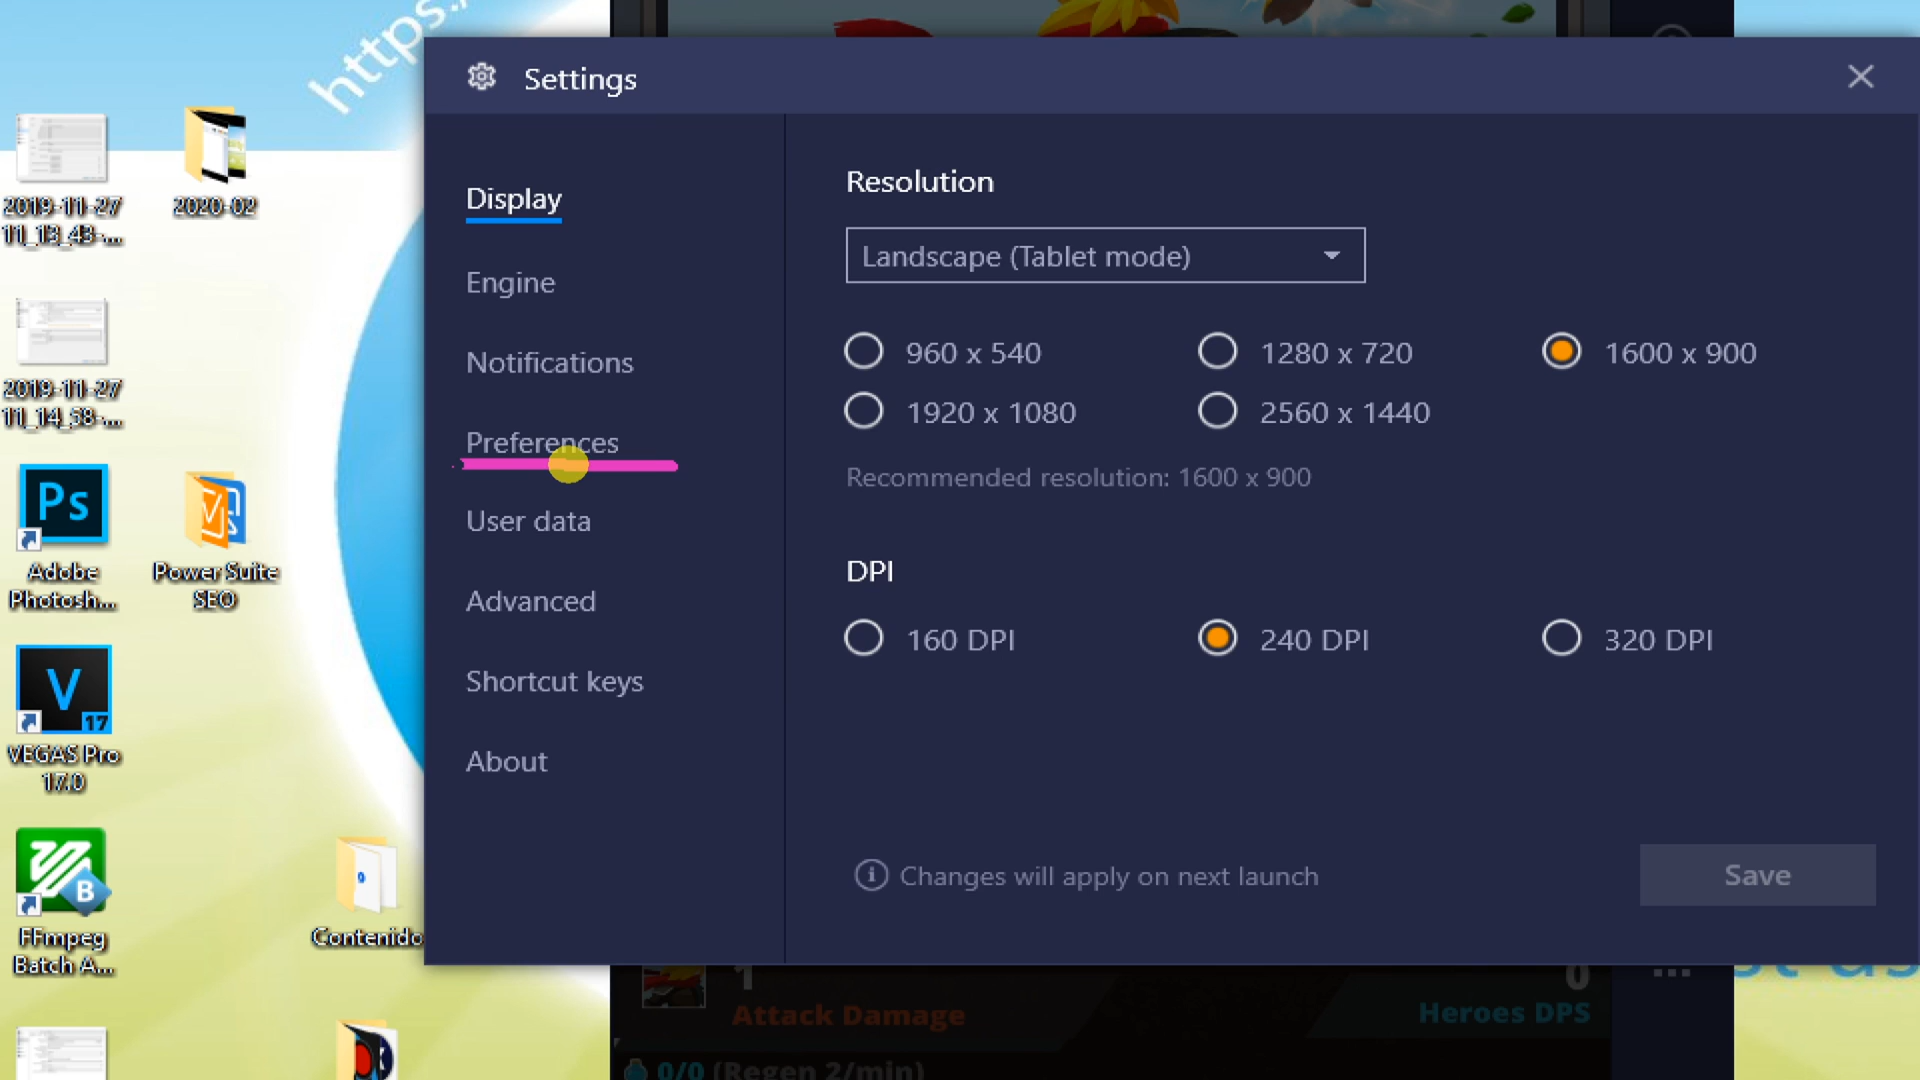 https:/
Settings
2019-11-27
11_13_43-...
2020-02
2019-11-27
11_14_58-...
Ps
Adobe
Photosh...
Power Suite
SEO
V
17
VEGAS Pro
17.0
B
FFmpeg
Batch A...
Contenido
Display
Engine
Notifications
Preferences
User data
Advanced
Shortcut keys
About
Resolution
Landscape (Tablet mode)
960 x 540
1280 x 720
1600 x 900
1920 x 1080
2560 x 1440
Recommended resolution: 1600 x 900
DPI
160 DPI
240 DPI
320 DPI
Changes will apply on next launch
Save
1
Attack Damage
0
Heroes DPS
0/0 (Regen 2/min)